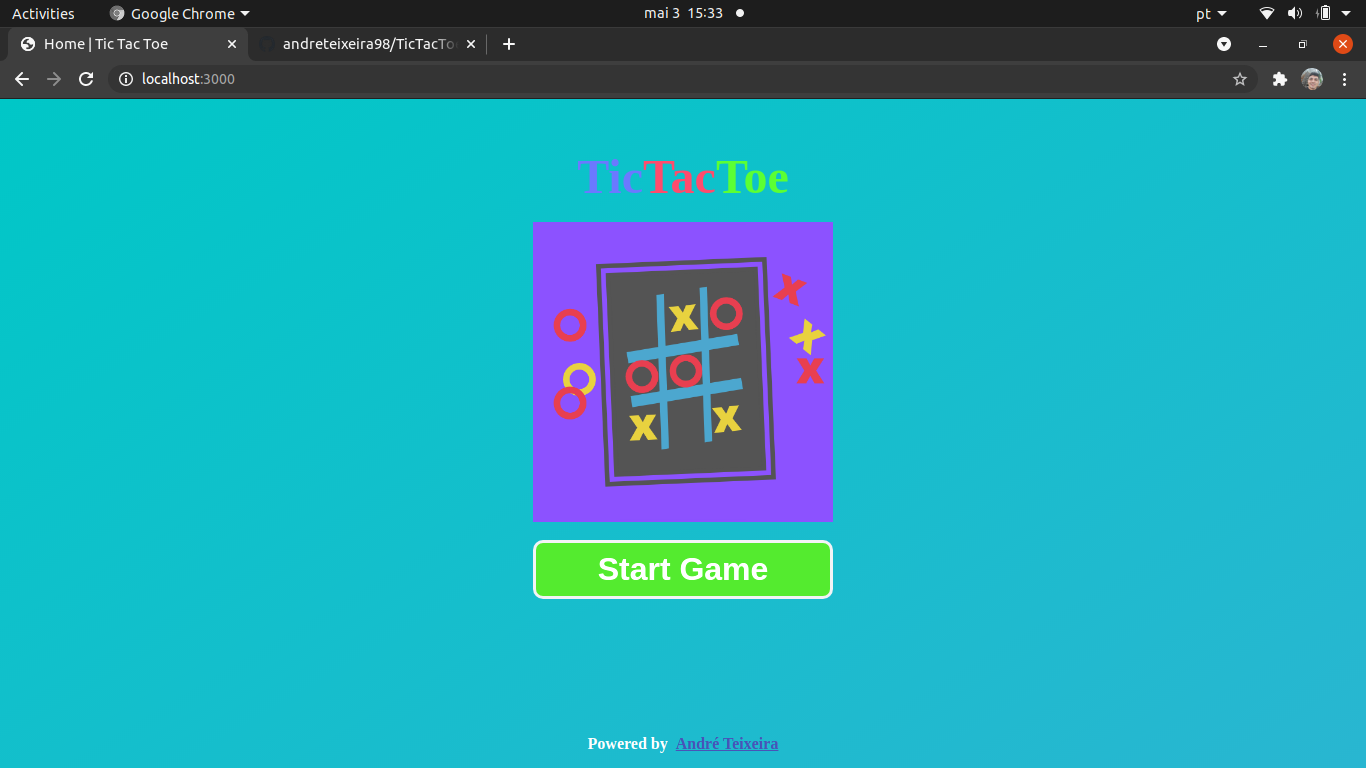 Activities Google Chrome mai 3 15:33 pt
Home | Tic Tac Toe andreteixeira98/TicTacTo
localhost:3000
TicTacToe
X O
O O
X X
Start Game
Powered by André Teixeira